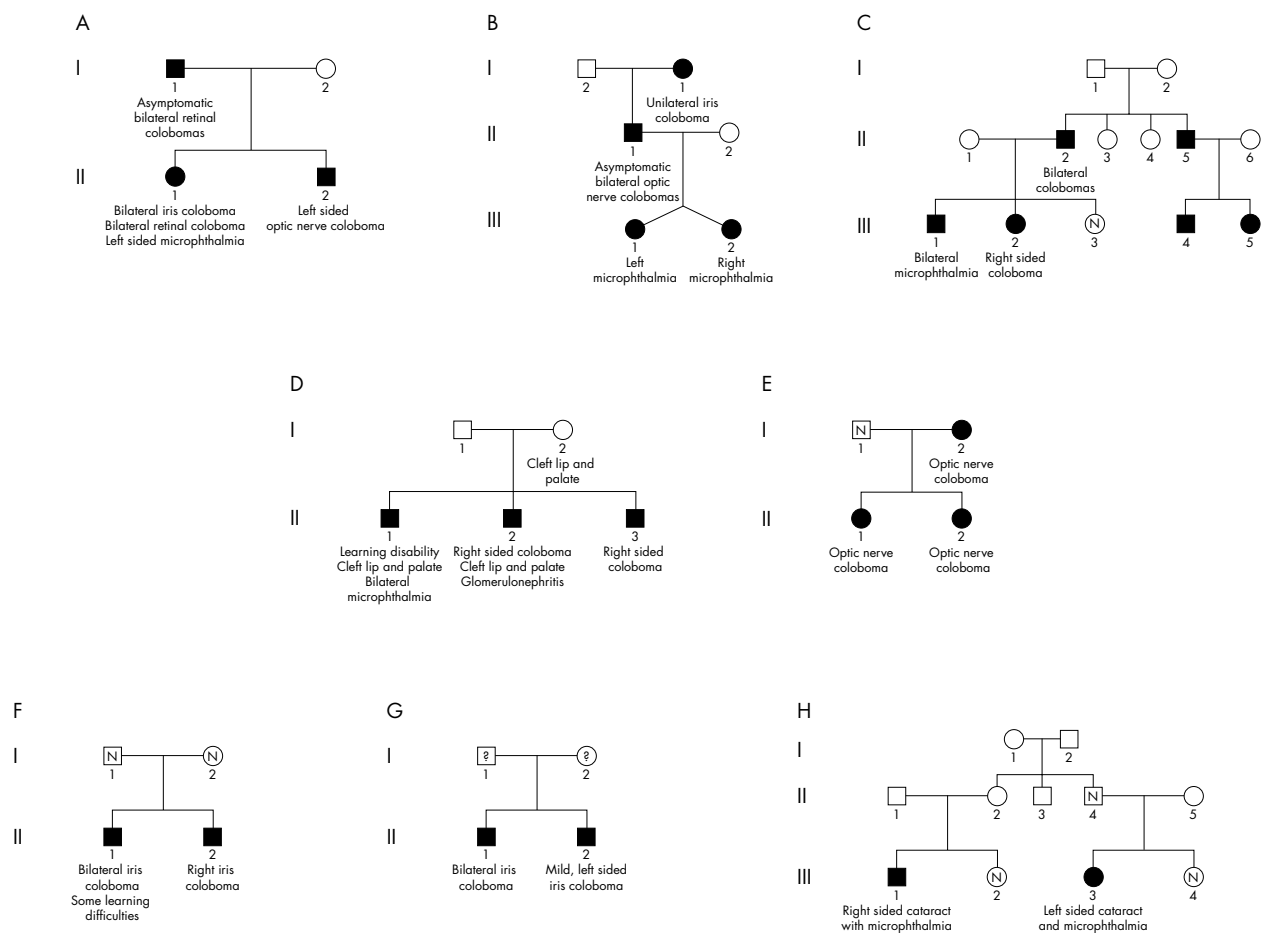 A
B
C
I
1
2
Asymptomatic
bilateral retinal
colobomas
II
1
2
Bilateral iris coloboma
Bilateral retinal coloboma
Left sided microphthalmia
Left sided
optic nerve coloboma
I
2
1
Unilateral iris
coloboma
II
1
2
Asymptomatic
bilateral optic
nerve colobomas
III
1
2
Left
microphthalmia
Right
microphthalmia
I
1
2
II
1
2
3
4
5
6
Bilateral
colobomas
III
N
1
2
3
4
5
Bilateral
microphthalmia
Right sided
coloboma
D
E
I
1
2
Cleft lip and
palate
II
1
2
3
Learning disability
Cleft lip and palate
Bilateral
microphthalmia
Right sided coloboma
Cleft lip and palate
Glomerulonephritis
Right sided
coloboma
I
N
1
2
Optic nerve
coloboma
II
1
2
Optic nerve
coloboma
Optic nerve
coloboma
F
G
H
I
N
N
1
2
II
1
2
Bilateral iris
coloboma
Some learning
difficulties
Right iris
coloboma
I
?
?
1
2
II
1
2
Bilateral iris
coloboma
Mild, left sided
iris coloboma
I
1
2
II
N
1
2
3
4
5
III
N
N
1
2
3
4
Right sided cataract
with microphthalmia
Left sided cataract
and microphthalmia